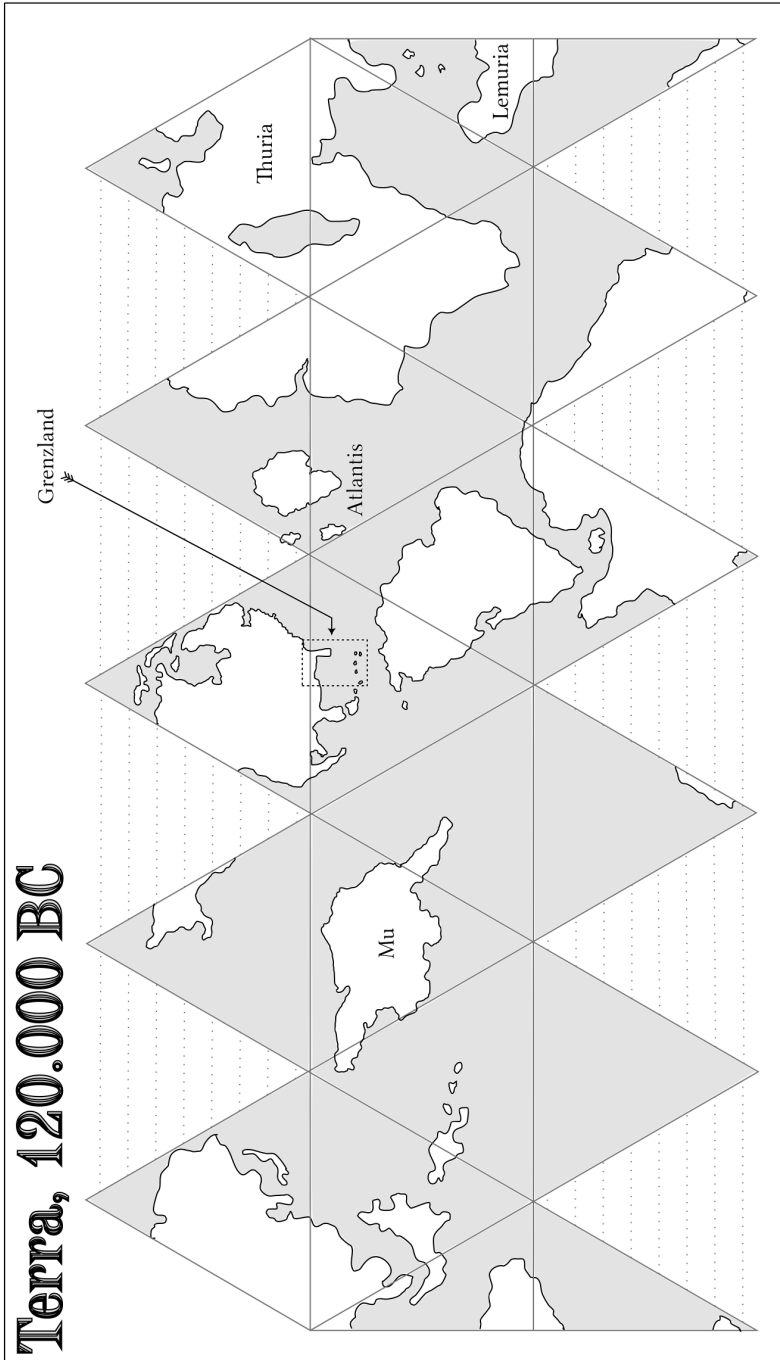 Terra, 120.000 BC
Grenzland
Thuria
Lemuria
Atlantis
Mu